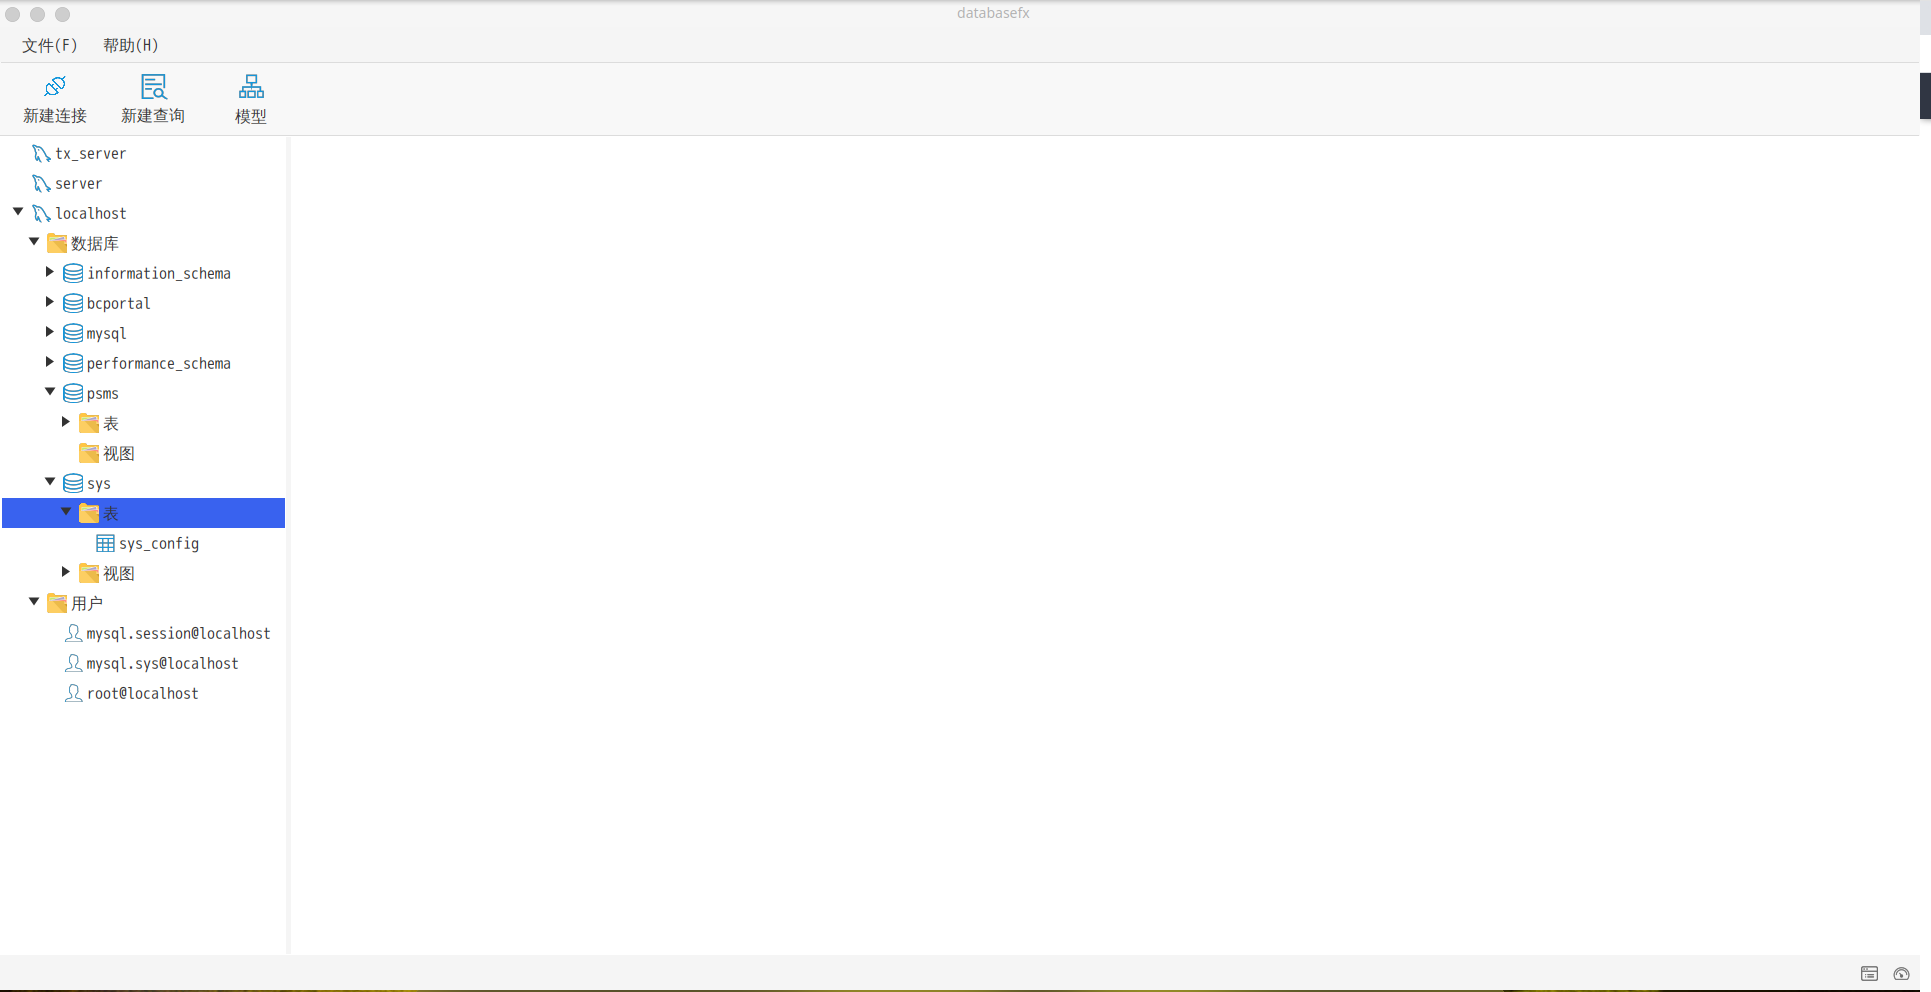 databasefx
文件(F) 帮助(H)
新建连接 新建查询 模型
tx_server
server
localhost
数据库
information_schema
bcportal
mysql
performance_schema
psms
表
视图
sys
表
sys_config
视图
用户
mysql.session@localhost
mysql.sys@localhost
root@localhost